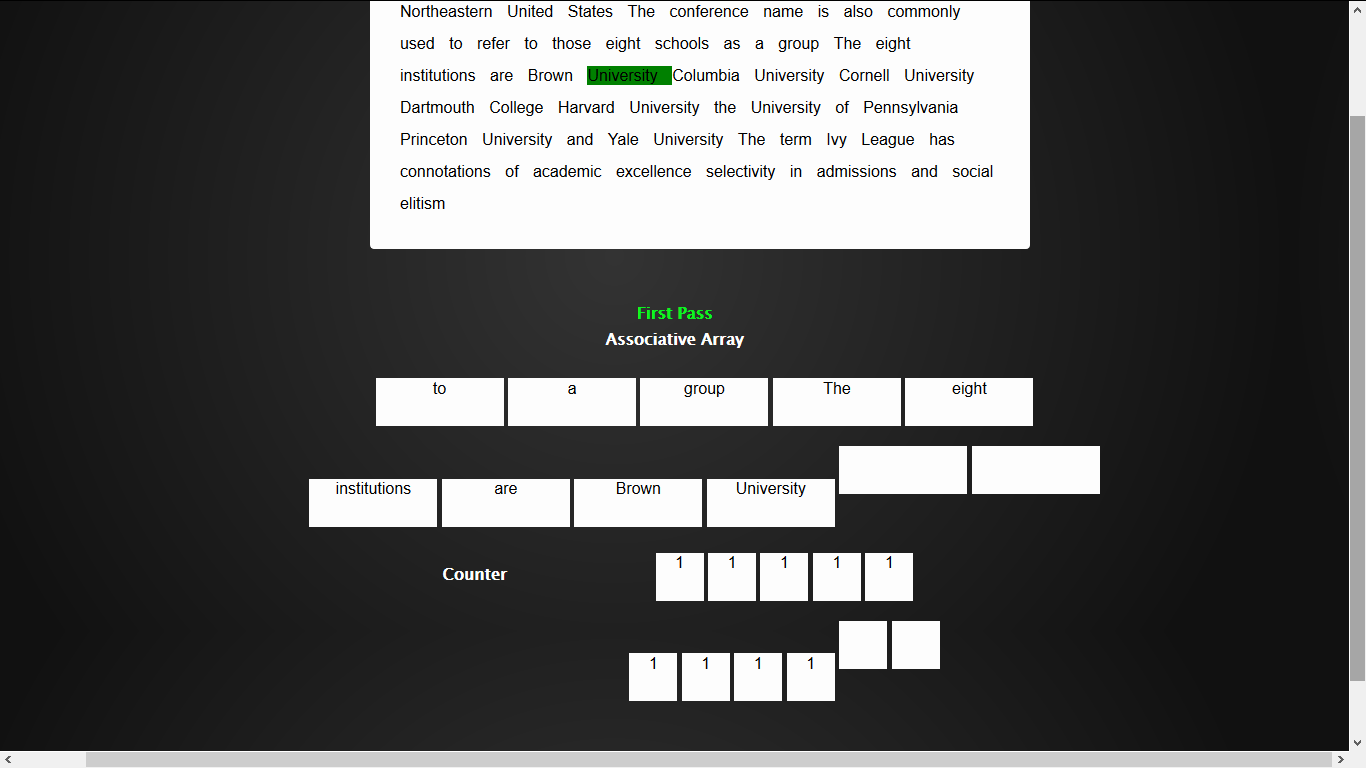 Northeastern United States The conference name is also commonly
used to refer to those eight schools as a group The eight
institutions are Brown University Columbia University Cornell University
Dartmouth College Harvard University the University of Pennsylvania
Princeton University and Yale University The term Ivy League has
connotations of academic excellence selectivity in admissions and social
elitism
First Pass
Associative Array
to a group The eight
institutions are Brown University
Counter 1 1 1 1 1
1 1 1 1